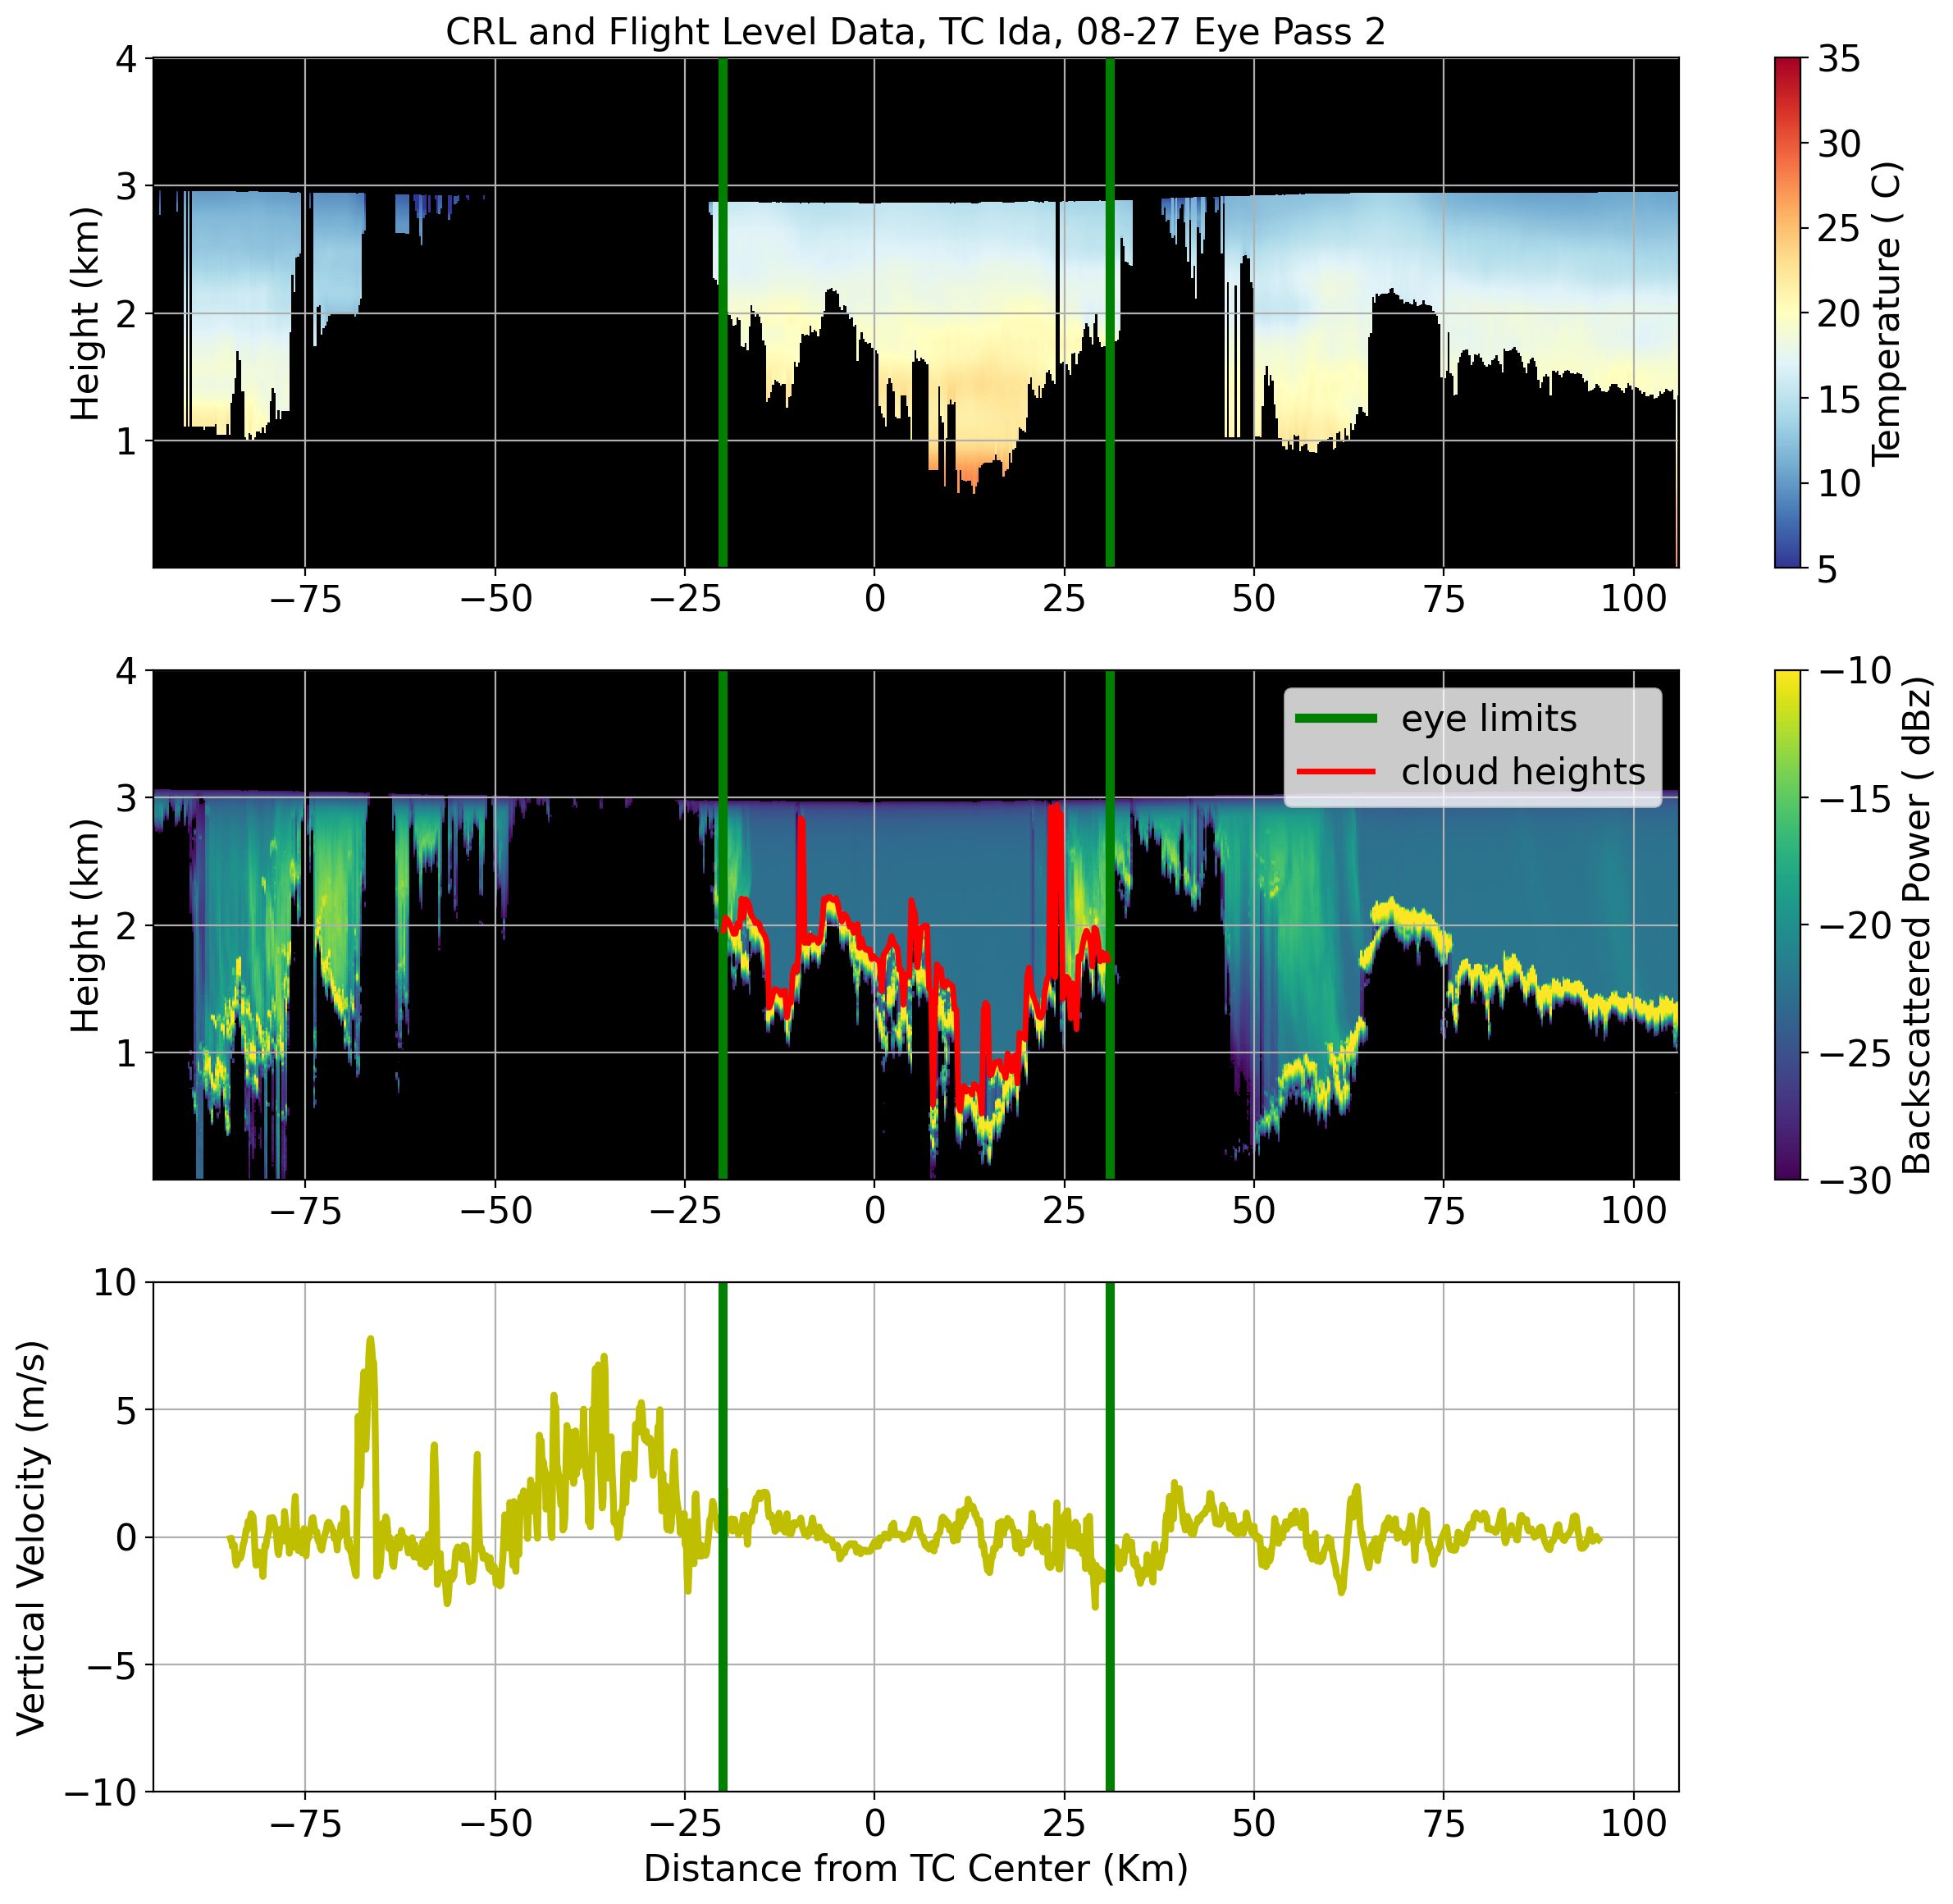 CRL and Flight Level Data, TC Ida, 08-27 Eye Pass 2
4
3
2
1
Height (km)
−75 −50 −25 0 25 50 75 100
35
30
25
20
15
10
5
Temperature ( C)
4
3
2
1
Height (km)
eye limits
cloud heights
−75 −50 −25 0 25 50 75 100
−10
−15
−20
−25
−30
Backscattered Power ( dBz)
10
5
0
−5
−10
Vertical Velocity (m/s)
−75 −50 −25 0 25 50 75 100
Distance from TC Center (Km)